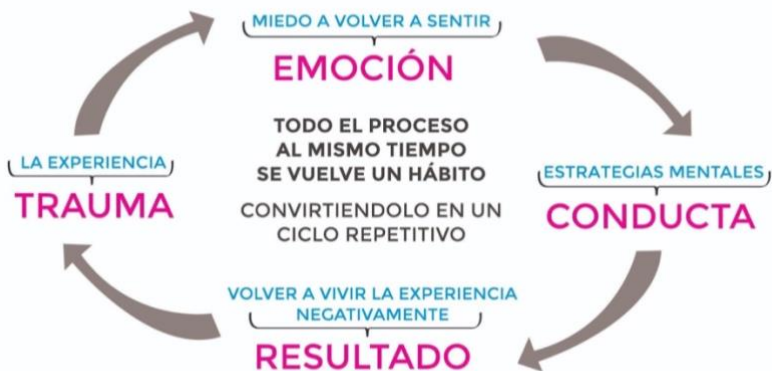 MIEDO A VOLVER A SENTIR
EMOCIÓN
TODO EL PROCESO
AL MISMO TIEMPO
SE VUELVE UN HÁBITO
CONVIRTIENDOLO EN UN
CICLO REPETITIVO
LA EXPERIENCIA
TRAUMA
ESTRATEGIAS MENTALES
CONDUCTA
VOLVER A VIVIR LA EXPERIENCIA
NEGATIVAMENTE
RESULTADO